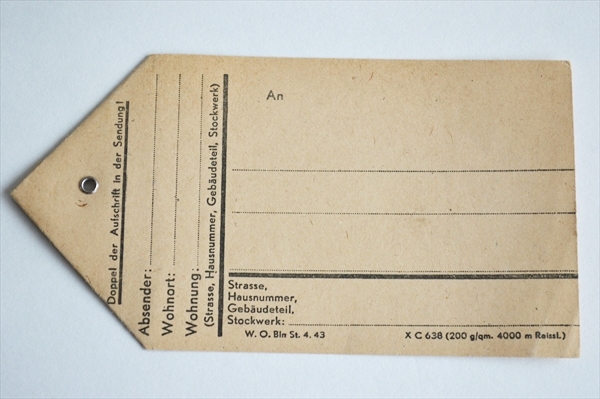 Doppel der Aufschrift in der Sendung!
Absender:
Wohnort:
Wohnung:
(Strasse, Hausnummer, Gebäudeteil, Stockwerk)
An
Strasse,
Hausnummer,
Gebäudeteil,
Stockwerk:
W. O. Bln St. 4. 43
X C 638 (200 g/qm. 4000 m Reissl.)